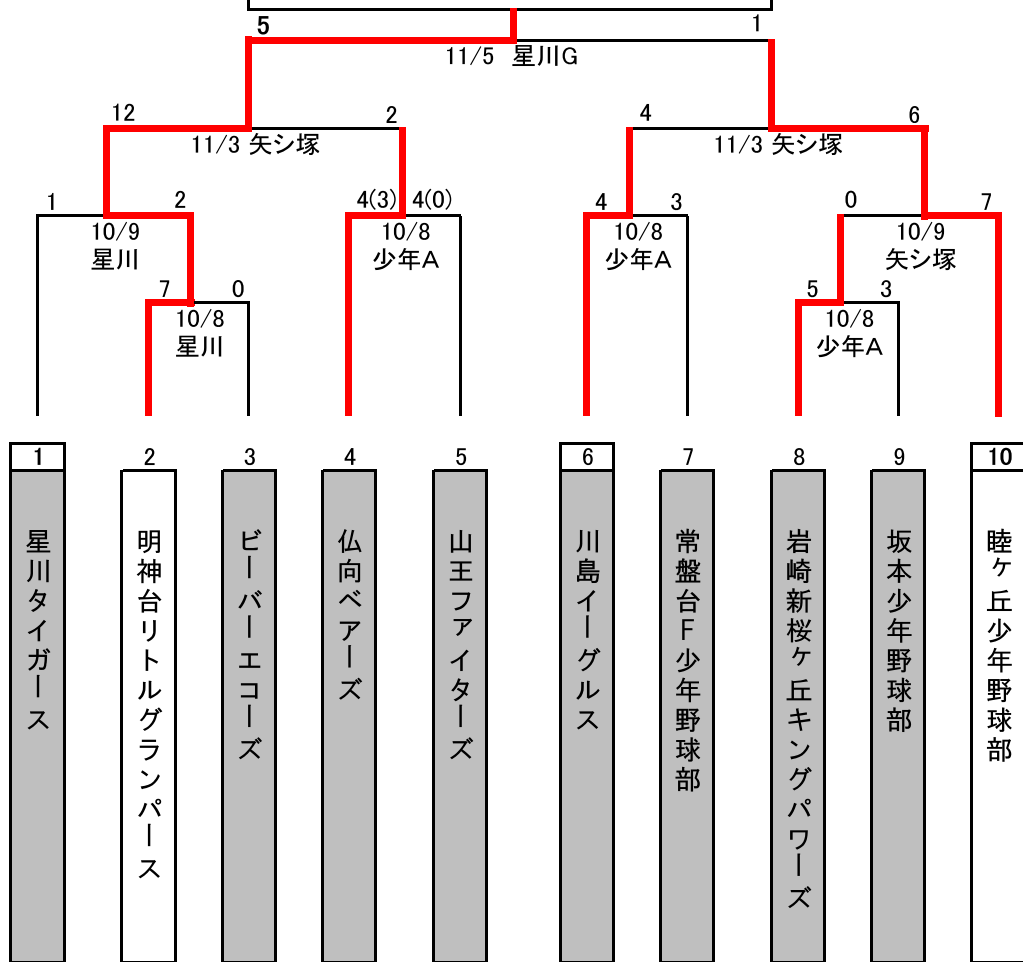 5 1
11/5 星川G
12 2 4 6
11/3 矢シ塚 11/3 矢シ塚
1 2 4(3) 4(0) 4 3 0 7
10/9 10/8 10/8 10/9
星川 少年A 少年A 矢シ塚
7 0 5 3
10/8 10/8
星川 少年A
1 2 3 4 5 6 7 8 9 10
星川タイガース
明神台リトルグランパース
ビーバーエコーズ
仏向ベアーズ
山王ファイターズ
川島イーグルス
常盤台F少年野球部
岩崎新桜ヶ丘キングパワーズ
坂本少年野球部
睦ヶ丘少年野球部